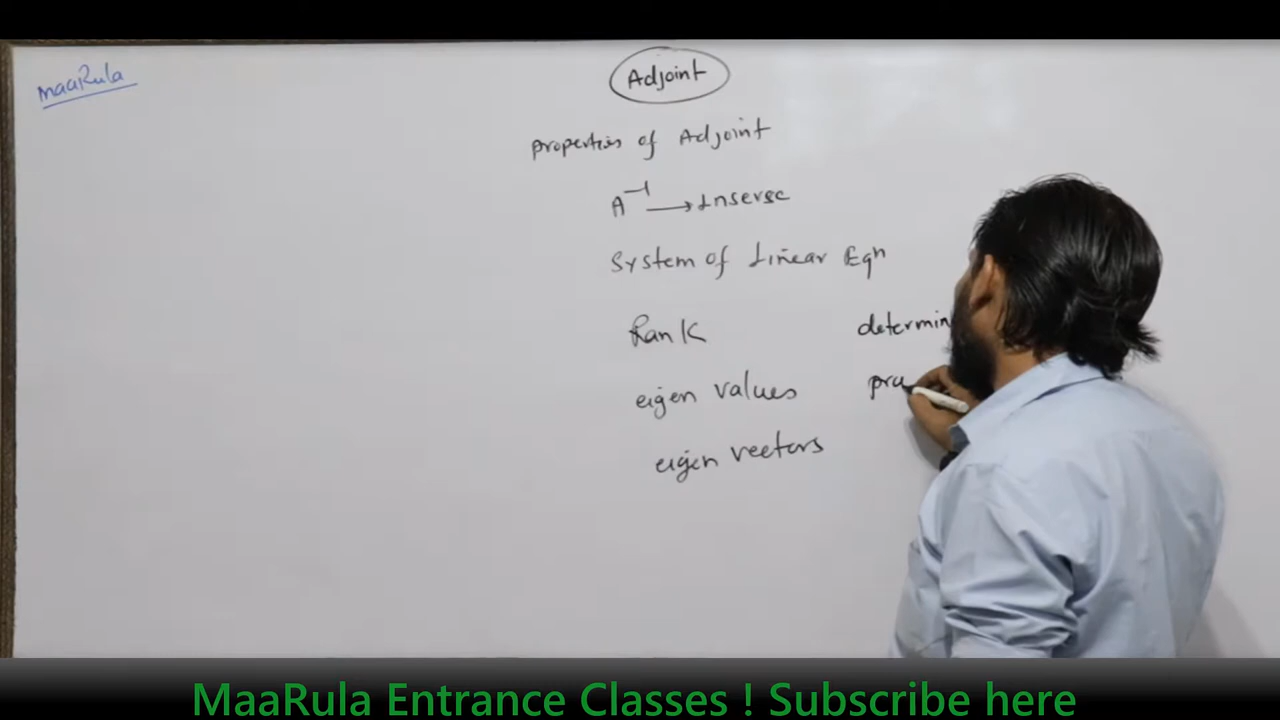 MaaRula
Adjoint
properties of Adjoint
A⁻¹ → Inserse
System of Linear Eqn
Rank
determin
eigen values
pro
eigen vectors
MaaRula Entrance Classes ! Subscribe here